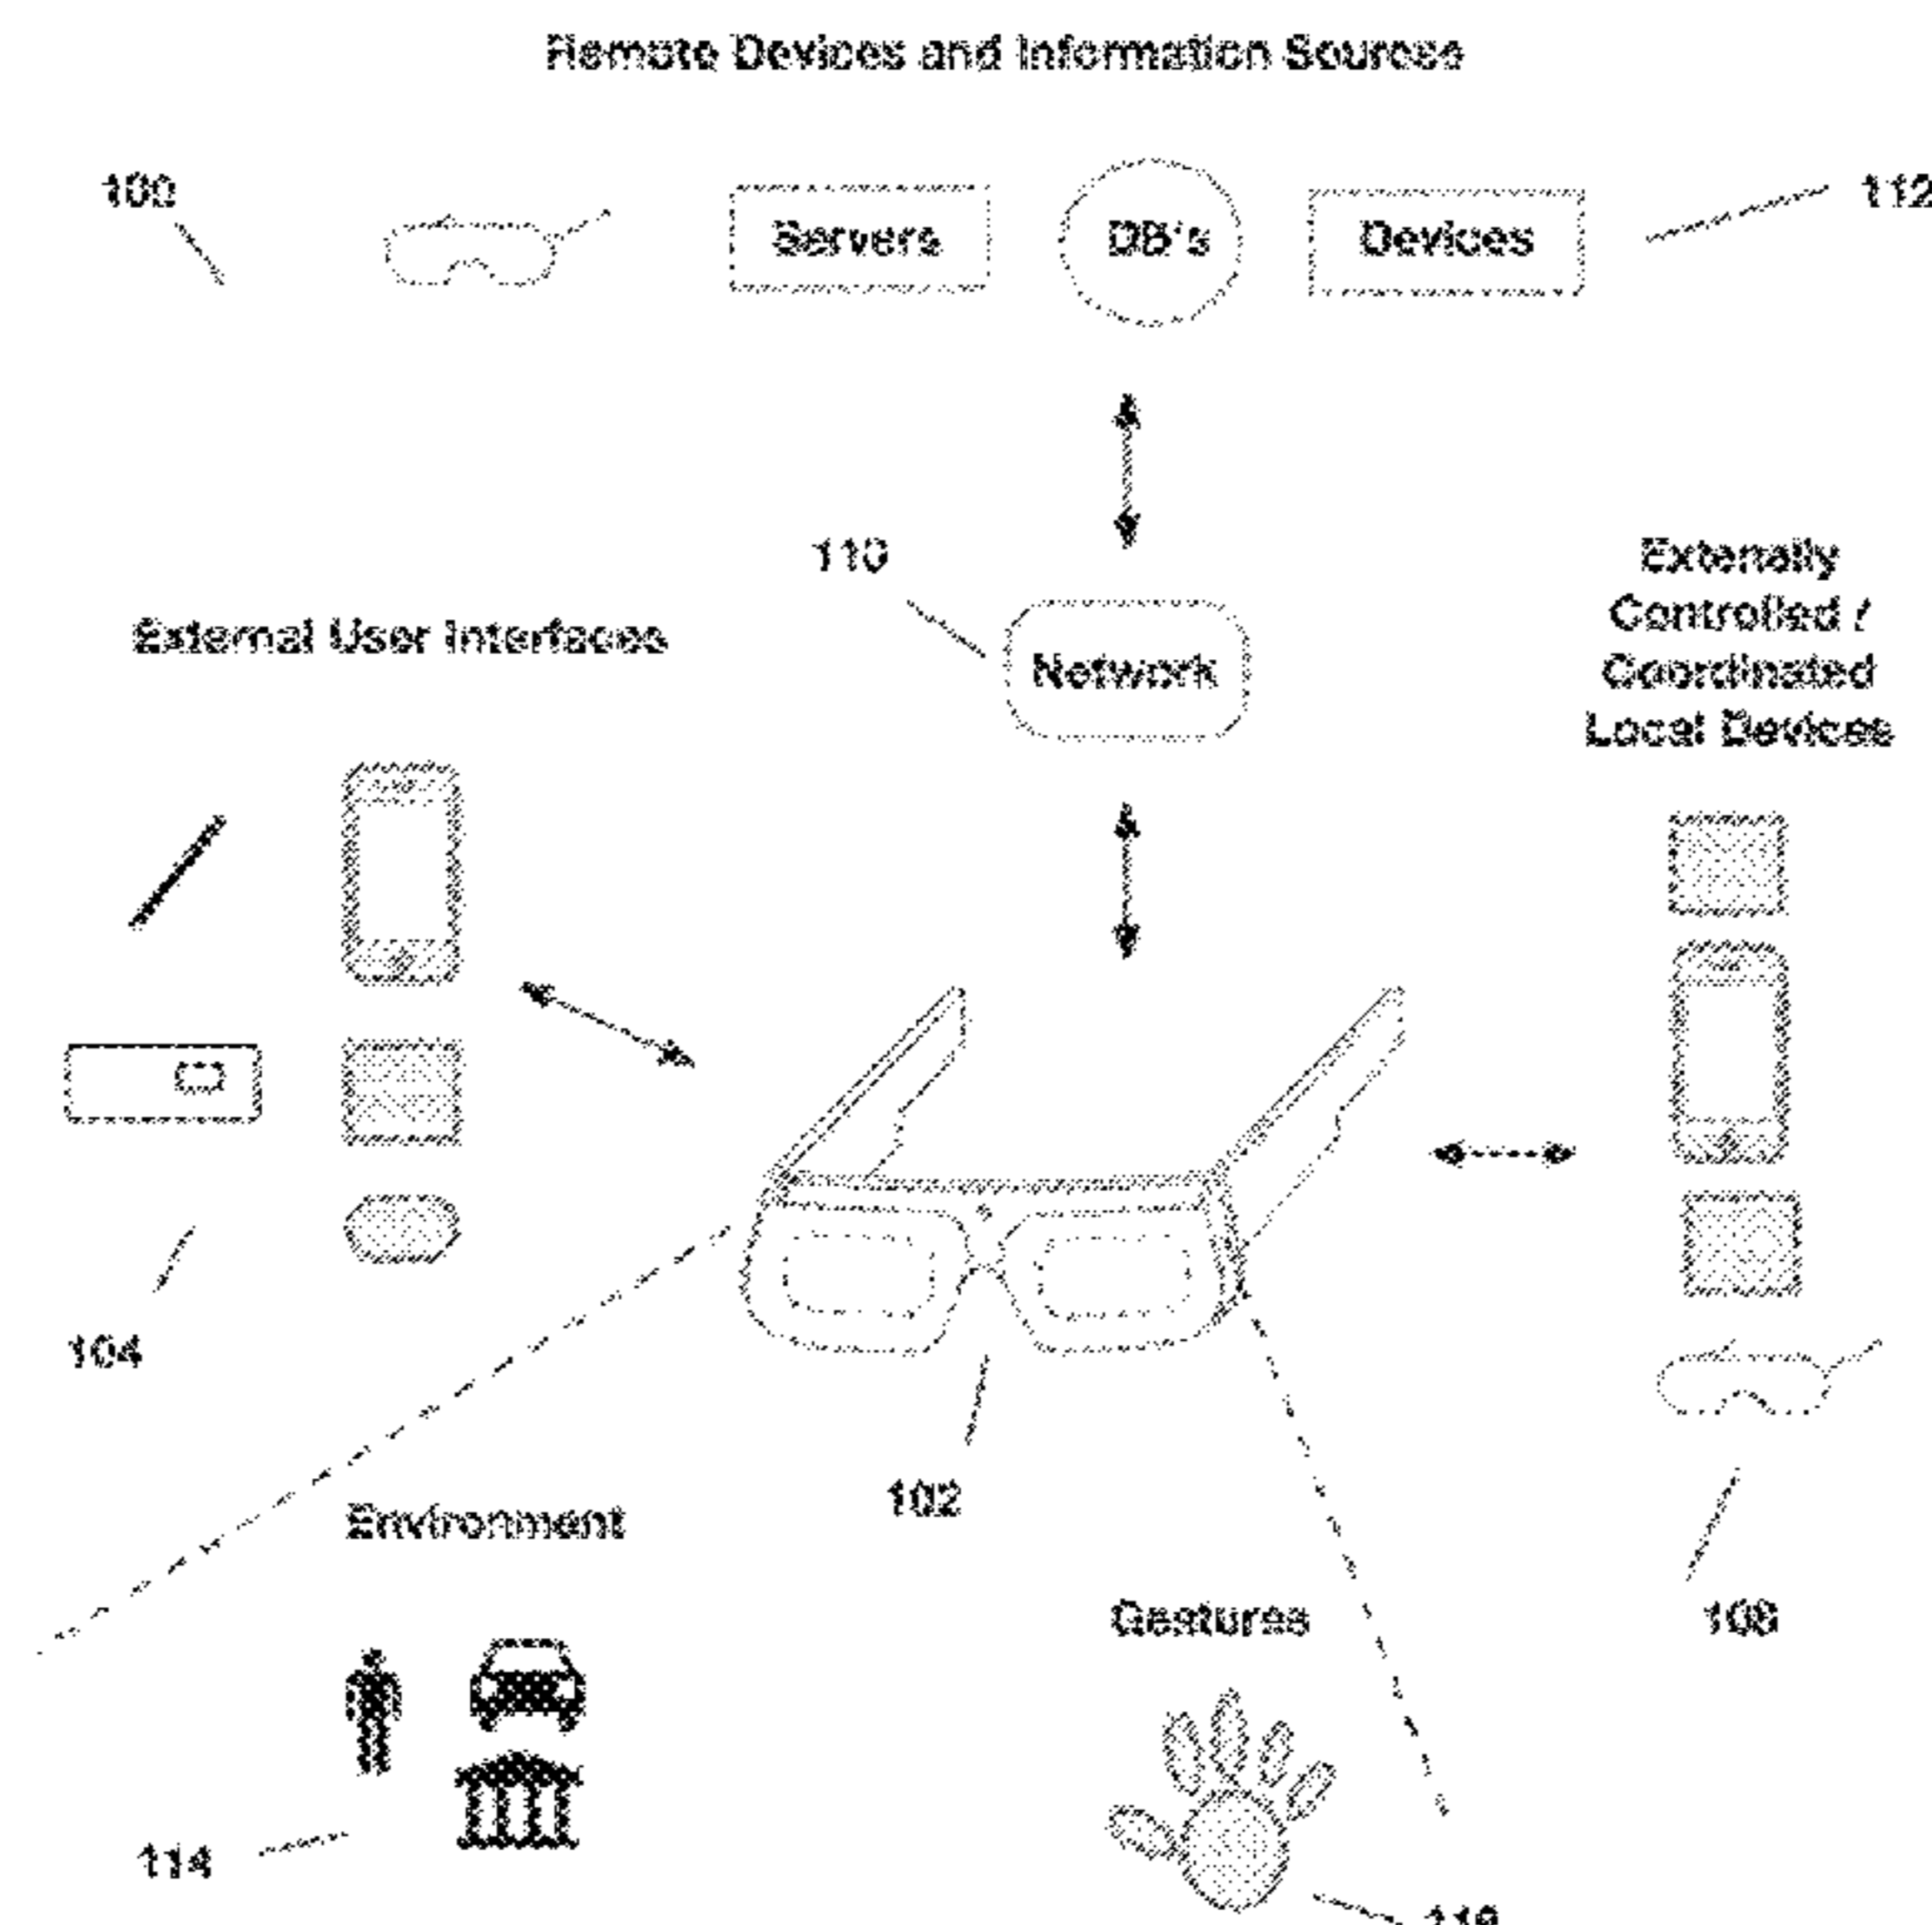 Remote Devices and Information Sources
100
Servers
DB's
Devices
112
110
Network
External User Interfaces
Extenally
Controlled /
Coordinated
Local Devices
104
102
Environment
Gestures
108
114